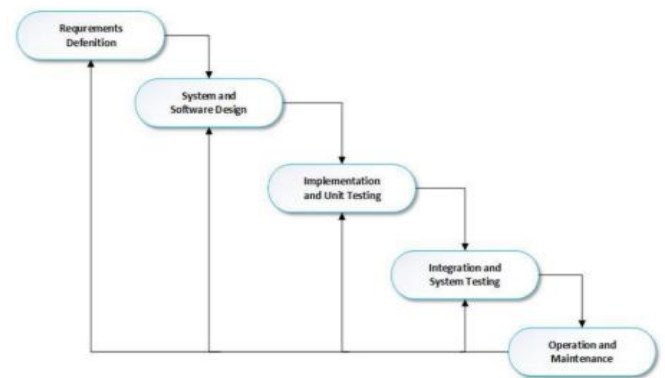 Requrements
Defenition
System and
Software Design
Implementation
and Unit Testing
Integration and
System Testing
Operation and
Maintenance